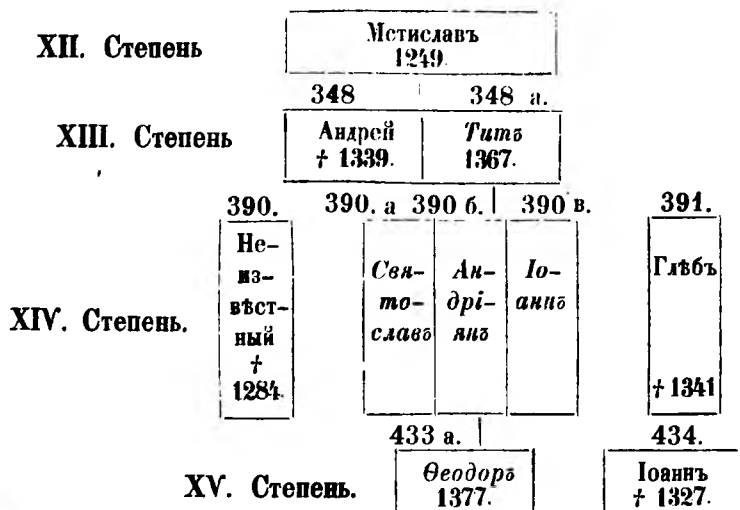 XII. Степень
Мстиславъ
1249.
348 348 а.
XIII. Степень
Андрей
† 1339.
Титъ
1367.
390. 390. а 390 б. 390 в. 391.
XIV. Степень.
Не-
из-
вѣст-
ный
†
1284.
Свя-
то-
славъ
Ан-
дрі-
янъ
Іо-
аннъ
Глѣбъ
† 1341
433 а. 434.
XV. Степень.
Ѳеодоръ
1377.
Іоаннъ
† 1327.